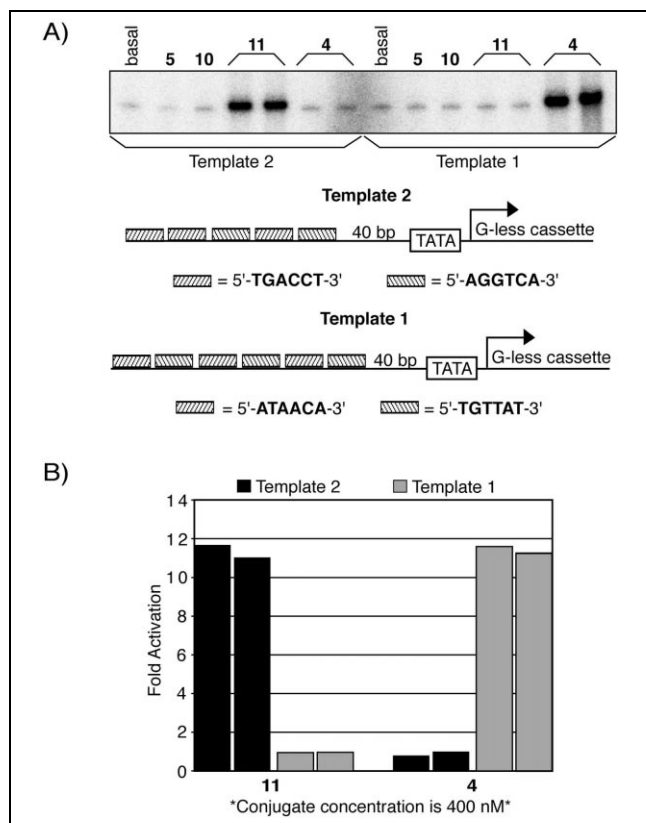 A)
basal 5 10 11 4 basal 5 10 11 4
Template 2 Template 1
Template 2
40 bp TATA G-less cassette
= 5'-TGACCT-3' = 5'-AGGTCA-3'
Template 1
40 bp TATA G-less cassette
= 5'-ATAACA-3' = 5'-TGTTAT-3'
B)
Template 2 Template 1
14
12
10
8
6
4
2
0
Fold Activation
11 4
*Conjugate concentration is 400 nM*